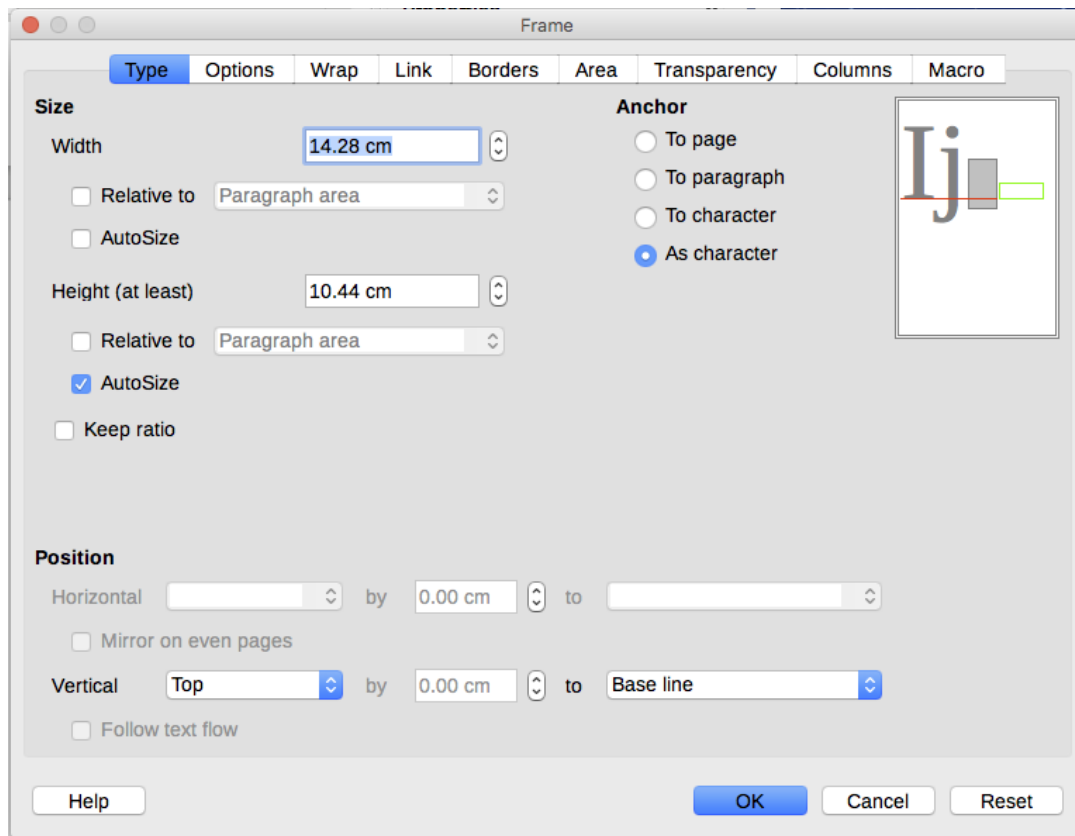 Frame
Type Options Wrap Link Borders Area Transparency Columns Macro
Size
Width 14.28 cm
Relative to Paragraph area
AutoSize
Height (at least) 10.44 cm
Relative to Paragraph area
AutoSize
Keep ratio
Anchor
To page
To paragraph
To character
As character
Ij
Position
Horizontal by 0.00 cm to
Mirror on even pages
Vertical Top by 0.00 cm to Base line
Follow text flow
Help OK Cancel Reset